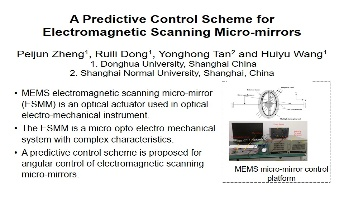 A Predictive Control Scheme for
Electromagnetic Scanning Micro-mirrors
Peijun Zheng¹, Ruili Dong¹, Yonghong Tan² and Huiyu Wang¹
1. Donghua University, Shanghai China
2. Shanghai Normal University, Shanghai, China
• MEMS electromagnetic scanning micro-mirror
(ESMM) is an optical actuator used in optical
electro-mechanical instrument.
• The ESMM is a micro opto electro mechanical
system with complex characteristics.
• A predictive control scheme is proposed for
angular control of electromagnetic scanning
micro-mirrors
MEMS micro-mirror control
platform